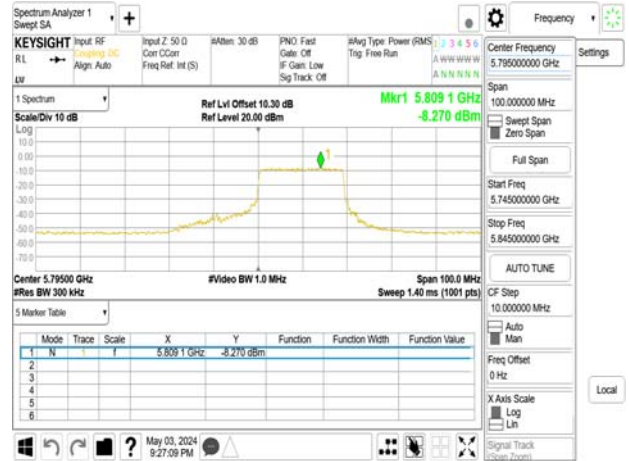 Spectrum Analyzer 1
Swept SA
+
Frequency
KEYSIGHT
RL
Input: RF
Coupling: DC
Align: Auto
Input Z: 50 Ω
Corr CCorr
Freq Ref: Int (S)
#Atten: 30 dB
PNO: Fast
Gate: Off
IF Gain: Low
Sig Track: Off
#Avg Type: Power (RMS
Trig: Free Run
1 2 3 4 5 6
A W W W W W
A N N N N N
1 Spectrum
Scale/Div 10 dB
Ref Lvl Offset 10.30 dB
Ref Level 20.00 dBm
Mkr1 5.809 1 GHz
-8.270 dBm
Log
10.0
0.00
-10.0
-20.0
-30.0
-40.0
-50.0
-60.0
-70.0
1
Center 5.79500 GHz
#Res BW 300 kHz
#Video BW 1.0 MHz
Span 100.0 MHz
Sweep 1.40 ms (1001 pts)
5 Marker Table
Mode Trace Scale X Y Function Function Width Function Value
1 N 1 f 5.809 1 GHz -8.270 dBm
2
3
4
5
6
May 03, 2024
9:27:09 PM
?
Center Frequency
5.795000000 GHz
Settings
Span
100.000000 MHz
Swept Span
Zero Span
Full Span
Start Freq
5.745000000 GHz
Stop Freq
5.845000000 GHz
AUTO TUNE
CF Step
10.000000 MHz
Auto
Man
Freq Offset
0 Hz
X Axis Scale
Log
Lin
Local
Signal Track
(Span Zoom)